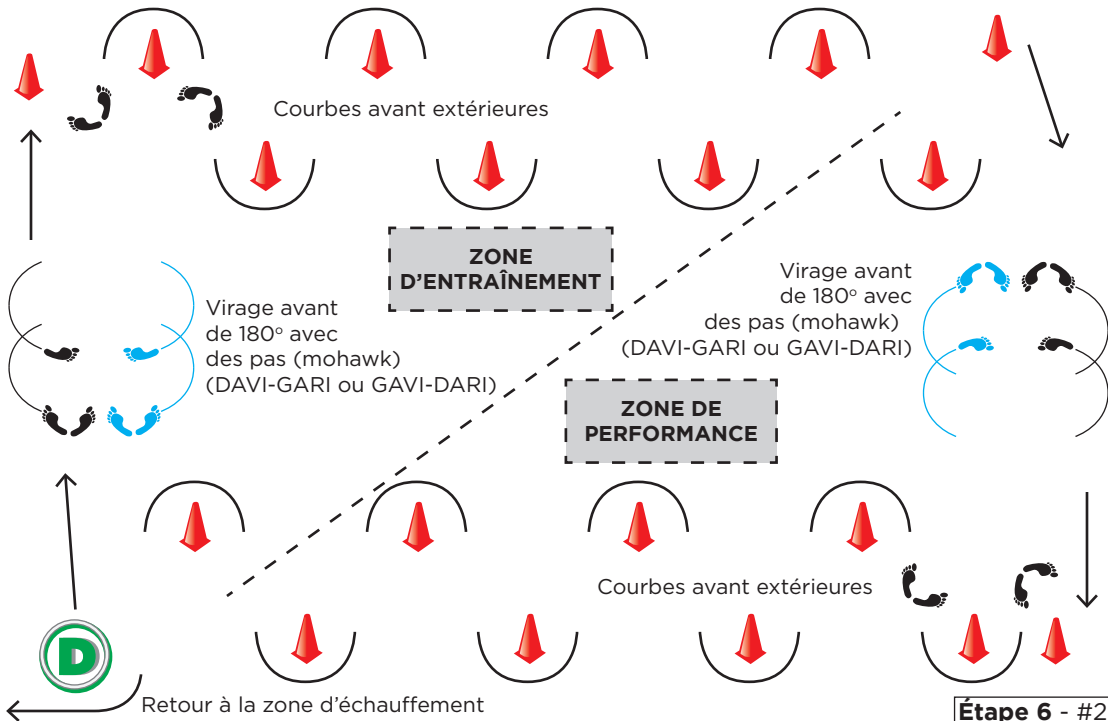 Courbes avant extérieures
ZONE
D'ENTRAÎNEMENT
Virage avant
de 180° avec
des pas (mohawk)
(DAVI-GARI ou GAVI-DARI)
Virage avant
de 180° avec
des pas (mohawk)
(DAVI-GARI ou GAVI-DARI)
ZONE DE
PERFORMANCE
Courbes avant extérieures
D
Retour à la zone d'échauffement
Étape 6 - #2